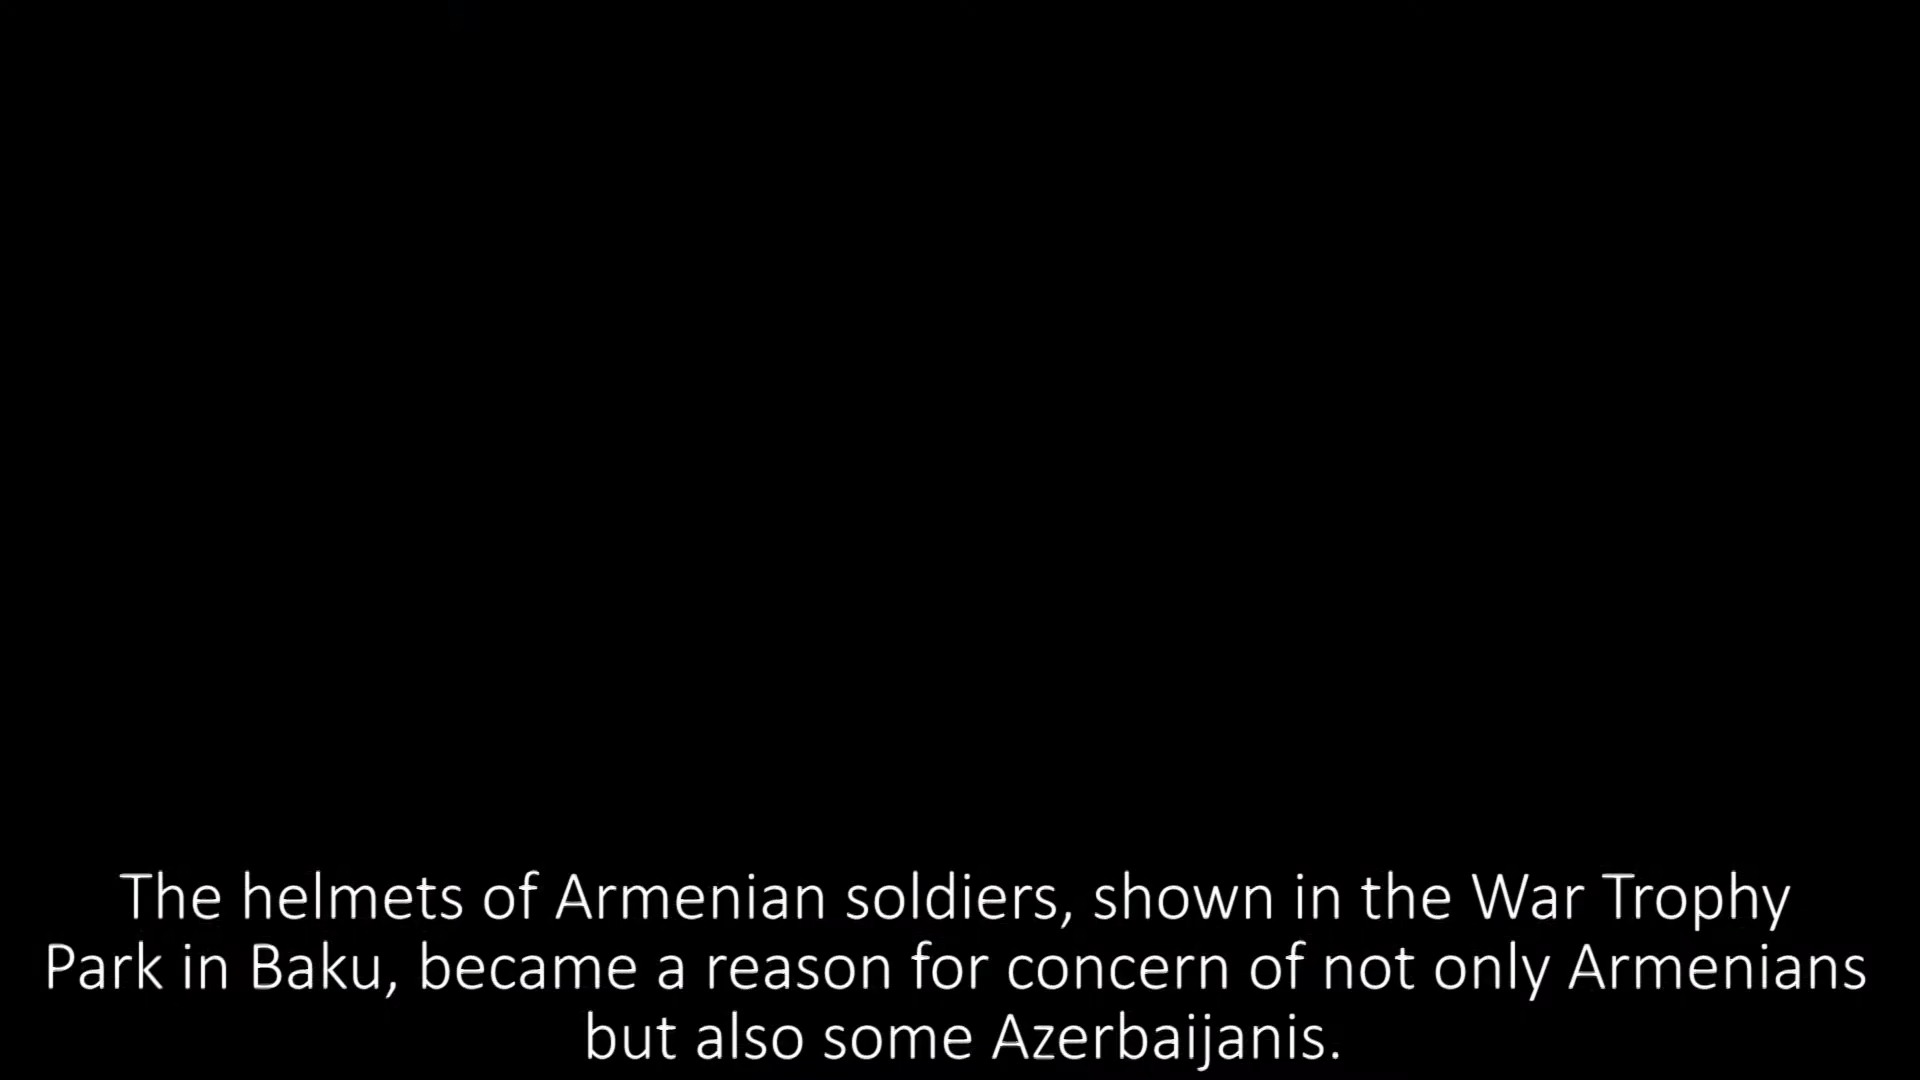 The helmets of Armenian soldiers, shown in the War Trophy
Park in Baku, became a reason for concern of not only Armenians
but also some Azerbaijanis.